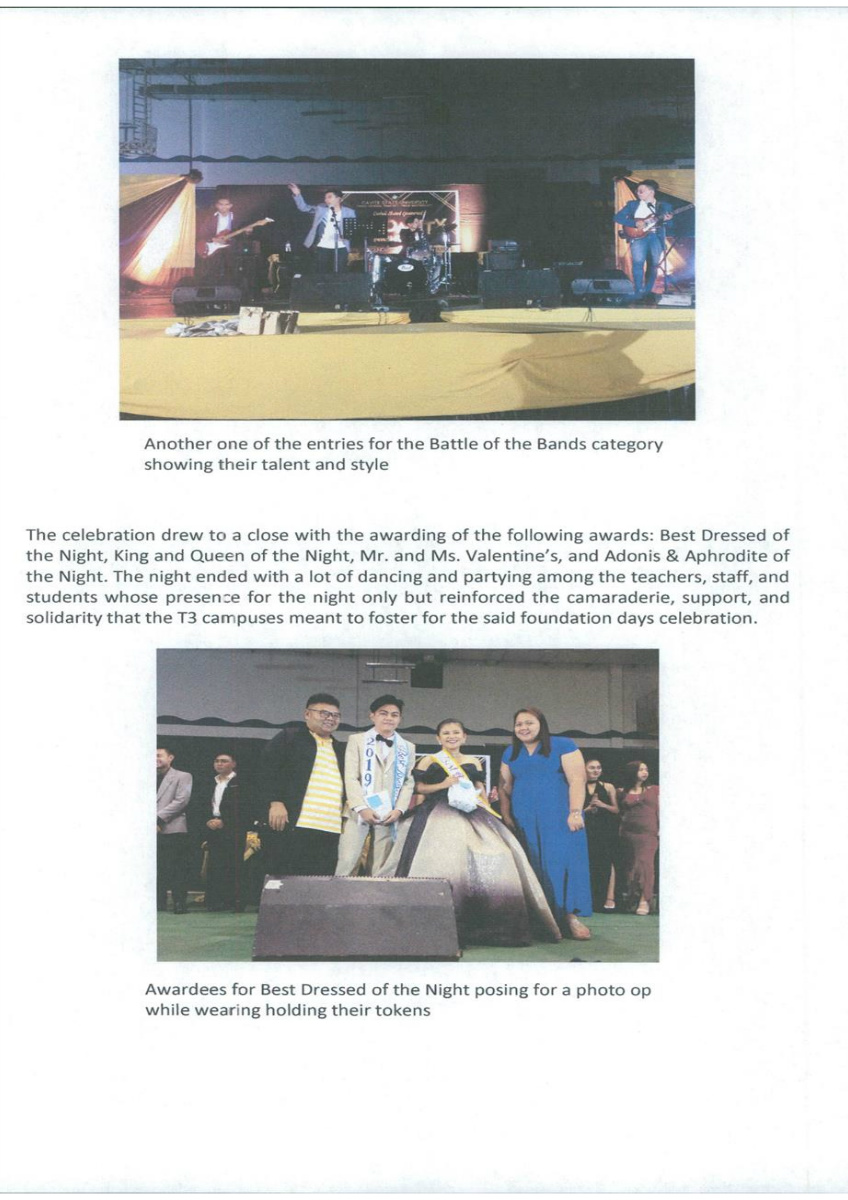 CAVITE STATE UNIVERSITY
Another one of the entries for the Battle of the Bands category
showing their talent and style
The celebration drew to a close with the awarding of the following awards: Best Dressed of
the Night, King and Queen of the Night, Mr. and Ms. Valentine’s, and Adonis & Aphrodite of
the Night. The night ended with a lot of dancing and partying among the teachers, staff, and
students whose presence for the night only but reinforced the camaraderie, support, and
solidarity that the T3 campuses meant to foster for the said foundation days celebration.
2019
Best
Awardees for Best Dressed of the Night posing for a photo op
while wearing holding their tokens